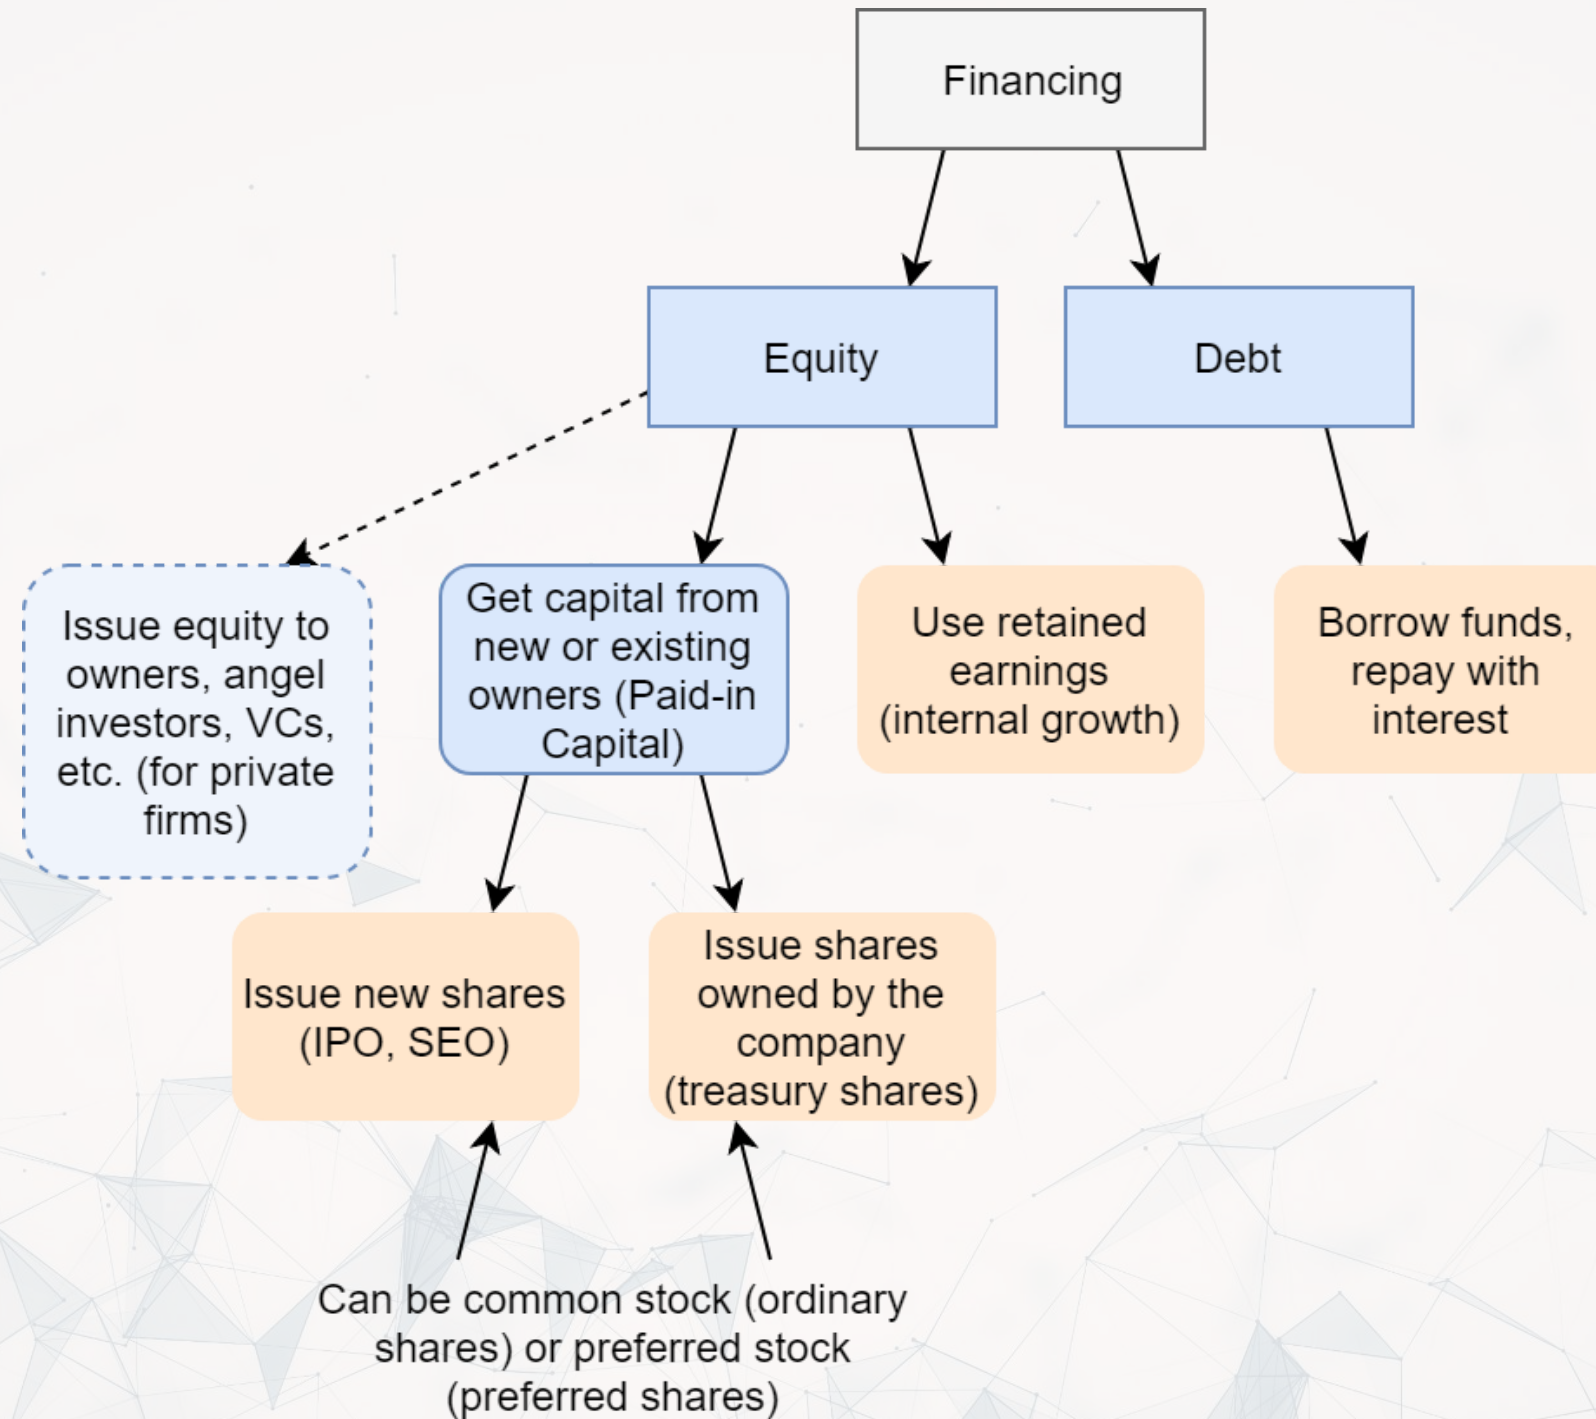 Financing
Equity
Debt
Issue equity to
owners, angel
investors, VCs,
etc. (for private
firms)
Get capital from
new or existing
owners (Paid-in
Capital)
Use retained
earnings
(internal growth)
Borrow funds,
repay with
interest
Issue new shares
(IPO, SEO)
Issue shares
owned by the
company
(treasury shares)
Can be common stock (ordinary
shares) or preferred stock
(preferred shares)